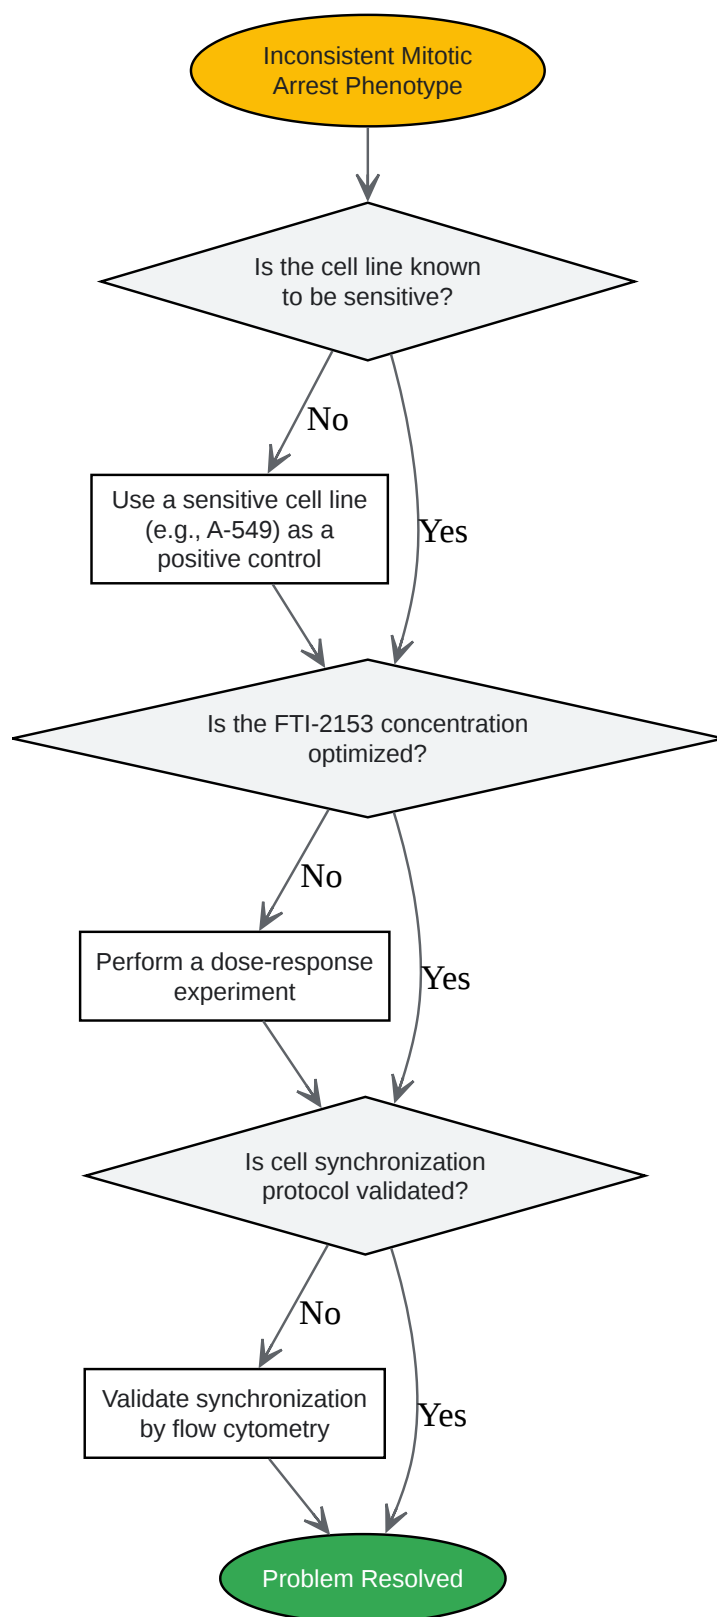 Inconsistent Mitotic
Arrest Phenotype
Is the cell line known
to be sensitive?
No
Use a sensitive cell line
(e.g., A-549) as a
positive control
Yes
Is the FTI-2153 concentration
optimized?
No
Perform a dose-response
experiment
Yes
Is cell synchronization
protocol validated?
No
Validate synchronization
by flow cytometry
Yes
Problem Resolved